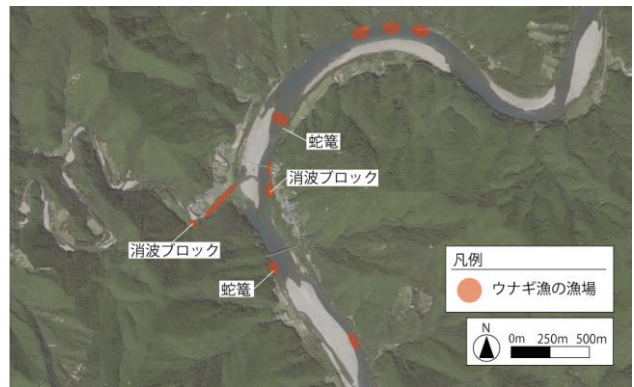 蛇篭
消波ブロック
消波ブロック
蛇篭
凡例
ウナギ漁の漁場
N
0m 250m 500m